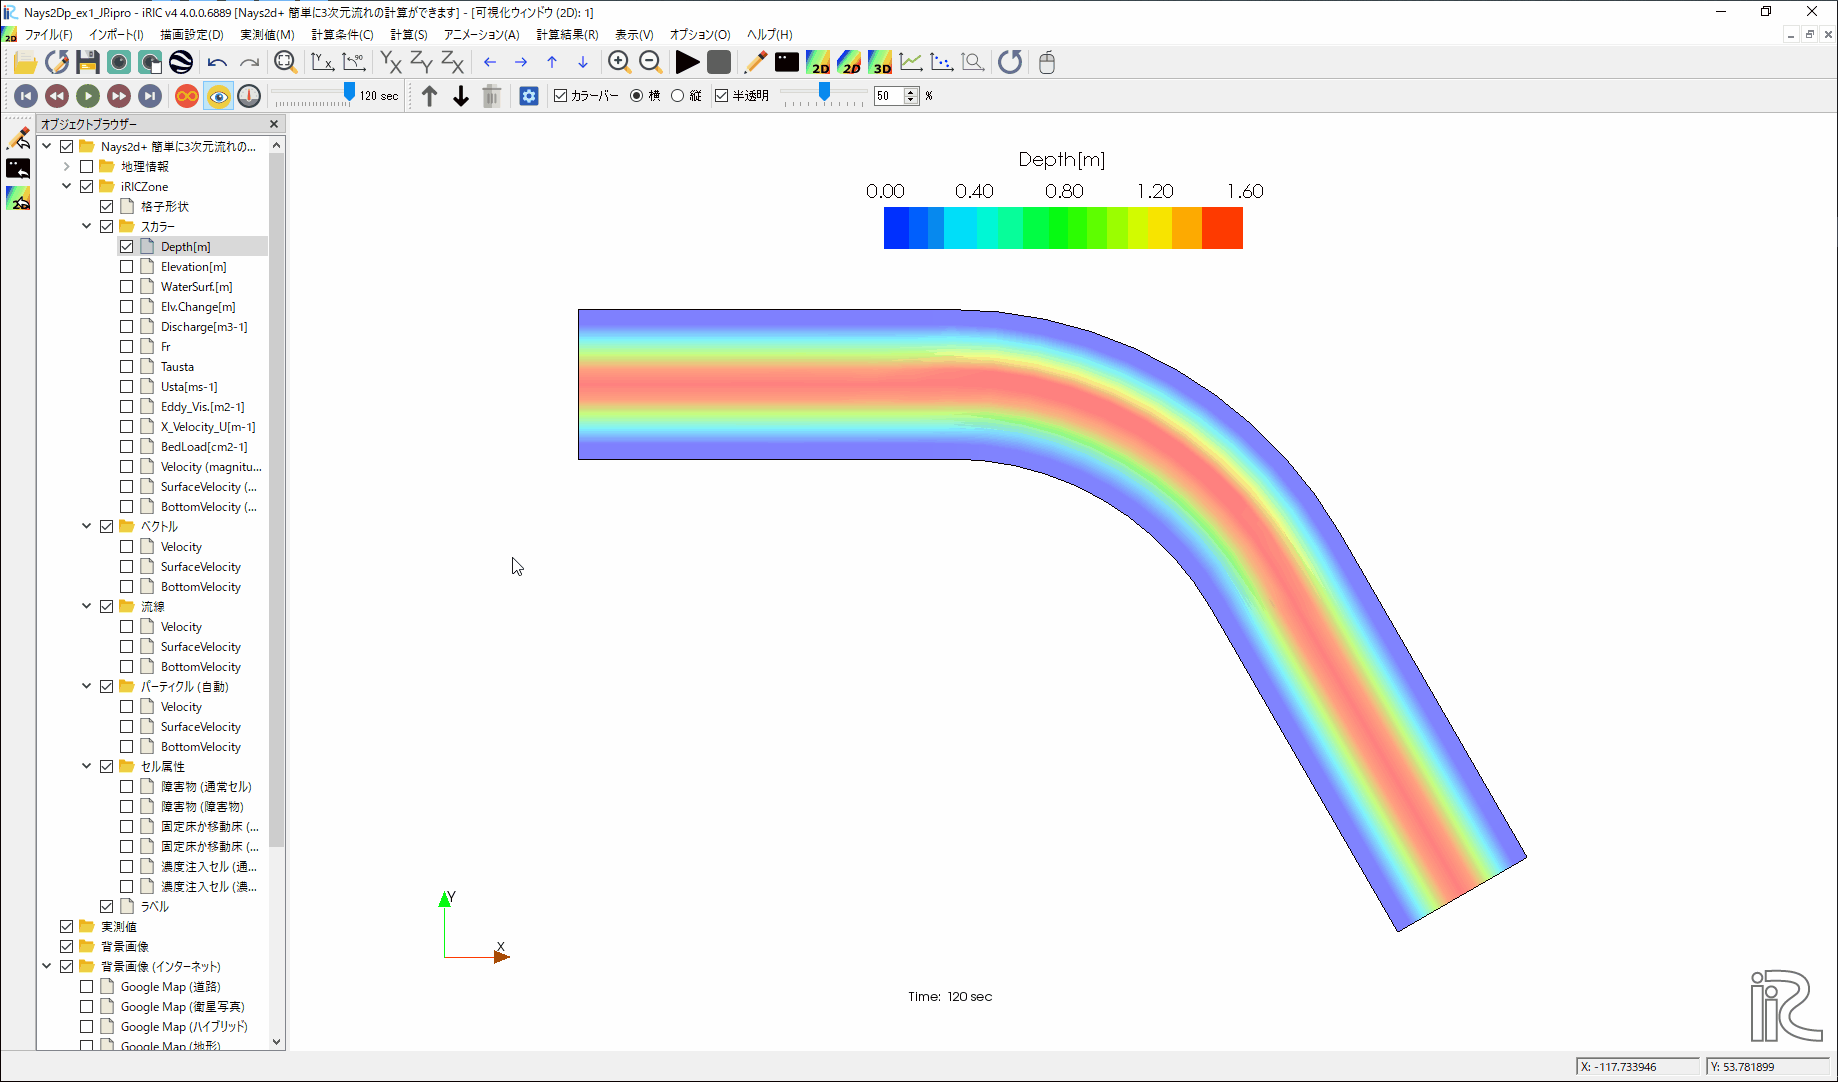 Nays2Dp_ex1_JP.ipro - iRIC v4 4.0.0.6889 [Nays2d+ 簡単に3次元流れの計算ができます] - [可視化ウィンドウ (2D): 1]
ファイル(F) インポート(I) 描画設定(D) 実測値(M) 計算条件(C) 計算(S) アニメーション(A) 計算結果(R) 表示(V) オプション(O) ヘルプ(H)
YX ZY ZX 2D 2D 3D
120 sec カラーバー 横 縦 半透明 50 %
オブジェクトブラウザー
Nays2d+ 簡単に3次元流れの...
地理情報
iRICZone
格子形状
スカラー
Depth[m]
Elevation[m]
WaterSurf.[m]
Elv.Change[m]
Discharge[m3-1]
Fr
Tausta
Usta[ms-1]
Eddy_Vis.[m2-1]
X_Velocity_U[m-1]
BedLoad[cm2-1]
Velocity (magnitu...
SurfaceVelocity (...
BottomVelocity (...
ベクトル
Velocity
SurfaceVelocity
BottomVelocity
流線
Velocity
SurfaceVelocity
BottomVelocity
パーティクル (自動)
Velocity
SurfaceVelocity
BottomVelocity
セル属性
障害物 (通常セル)
障害物 (障害物)
固定床か移動床 (...
固定床か移動床 (...
濃度注入セル (通...
濃度注入セル (濃...
ラベル
実測値
背景画像
背景画像 (インターネット)
Google Map (道路)
Google Map (衛星写真)
Google Map (ハイブリッド)
Google Map (地形)
Depth[m]
0.00 0.40 0.80 1.20 1.60
Y
X
Time: 120 sec
iRIC
X: -117.733946 Y: 53.781899